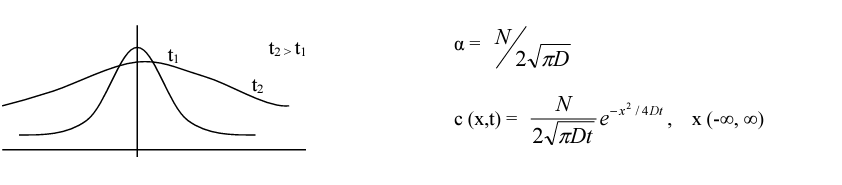 t₁
t₂ > t₁
t₂
α = N/2√πD
c (x,t) = N/2√πDt e^{-x²/4Dt}, x (-∞, ∞)